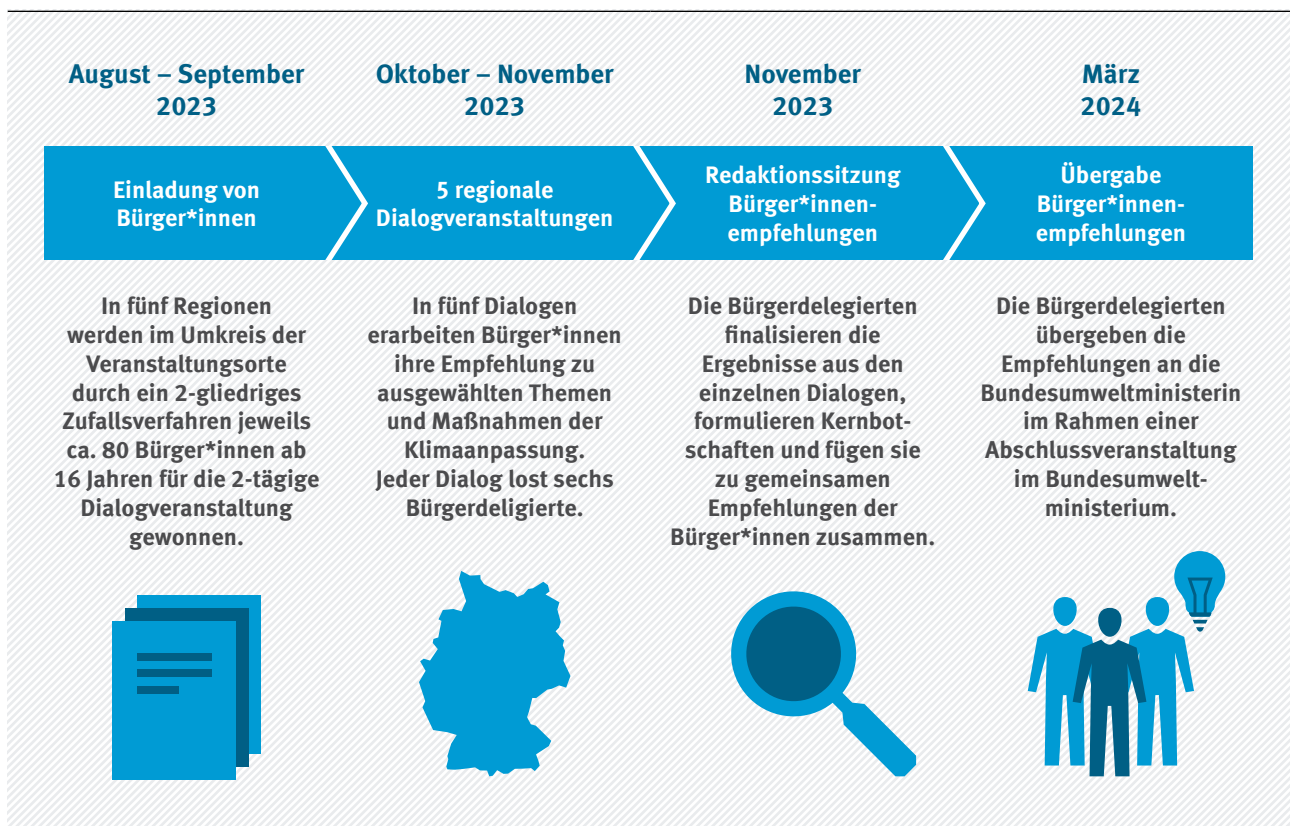 August – September
2023
Oktober – November
2023
November
2023
März
2024
Einladung von
Bürger*innen
5 regionale
Dialogveranstaltungen
Redaktionssitzung
Bürger*innen-
empfehlungen
Übergabe
Bürger*innen-
empfehlungen
In fünf Regionen
werden im Umkreis der
Veranstaltungsorte
durch ein 2-gliedriges
Zufallsverfahren jeweils
ca. 80 Bürger*innen ab
16 Jahren für die 2-tägige
Dialogveranstaltung
gewonnen.
In fünf Dialogen
erarbeiten Bürger*innen
ihre Empfehlung zu
ausgewählten Themen
und Maßnahmen der
Klimaanpassung.
Jeder Dialog lost sechs
Bürgerdeligierte.
Die Bürgerdelegierten
finalisieren die
Ergebnisse aus den
einzelnen Dialogen,
formulieren Kernbot-
schaften und fügen sie
zu gemeinsamen
Empfehlungen der
Bürger*innen zusammen.
Die Bürgerdelegierten
übergeben die
Empfehlungen an die
Bundesumweltministerin
im Rahmen einer
Abschlussveranstaltung
im Bundesumwelt-
ministerium.